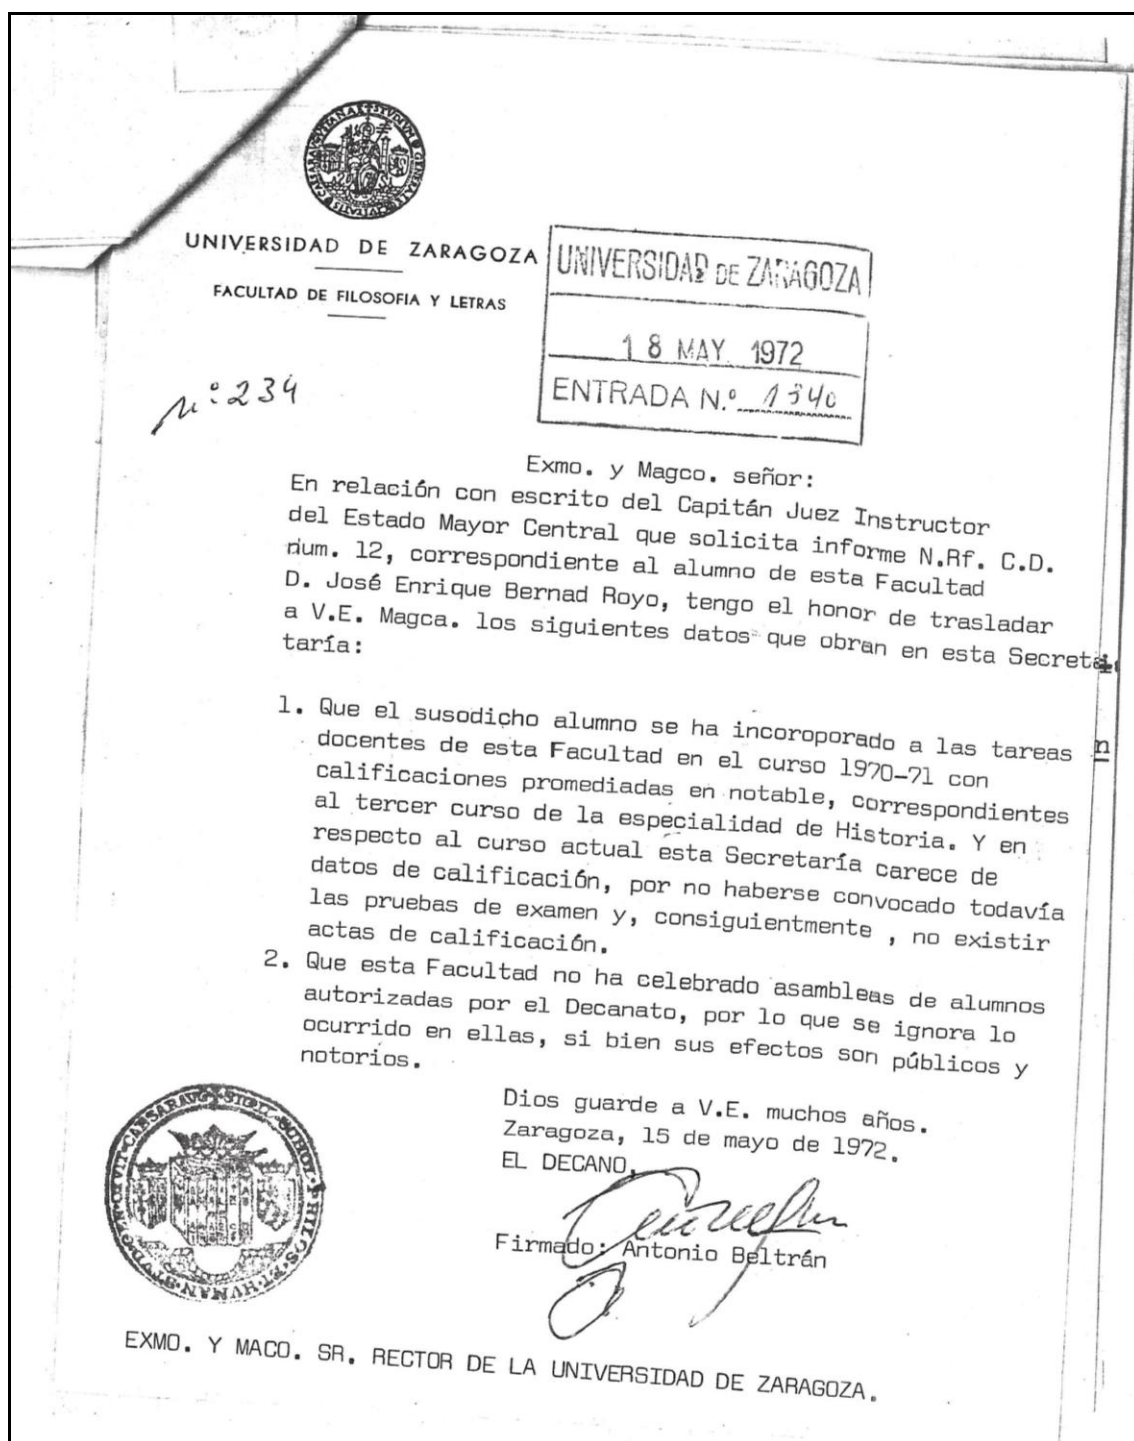 UNIVERSIDAD DE ZARAGOZA
FACULTAD DE FILOSOFIA Y LETRAS
UNIVERSIDAD DE ZARAGOZA
18 MAY. 1972
ENTRADA N.º 1340
nº 234
Exmo. y Magco. señor:
En relación con escrito del Capitán Juez Instructor
del Estado Mayor Central que solicita informe N.Rf. C.D.
num. 12, correspondiente al alumno de esta Facultad
D. José Enrique Bernad Royo, tengo el honor de trasladar
a V.E. Magca. los siguientes datos que obran en esta Secreta
taría:
1. Que el susodicho alumno se ha incoroporado a las tareas
docentes de esta Facultad en el curso 1970-71 con
calificaciones promediadas en notable, correspondientes
al tercer curso de la especialidad de Historia. Y en
respecto al curso actual esta Secretaría carece de
datos de calificación, por no haberse convocado todavía
las pruebas de examen y, consiguientmente , no existir
actas de calificación.
2. Que esta Facultad no ha celebrado asambleas de alumnos
autorizadas por el Decanato, por lo que se ignora lo
ocurrido en ellas, si bien sus efectos son públicos y
notorios.
Dios guarde a V.E. muchos años.
Zaragoza, 15 de mayo de 1972.
EL DECANO,
Firmado: Antonio Beltrán
EXMO. Y MACO. SR. RECTOR DE LA UNIVERSIDAD DE ZARAGOZA.